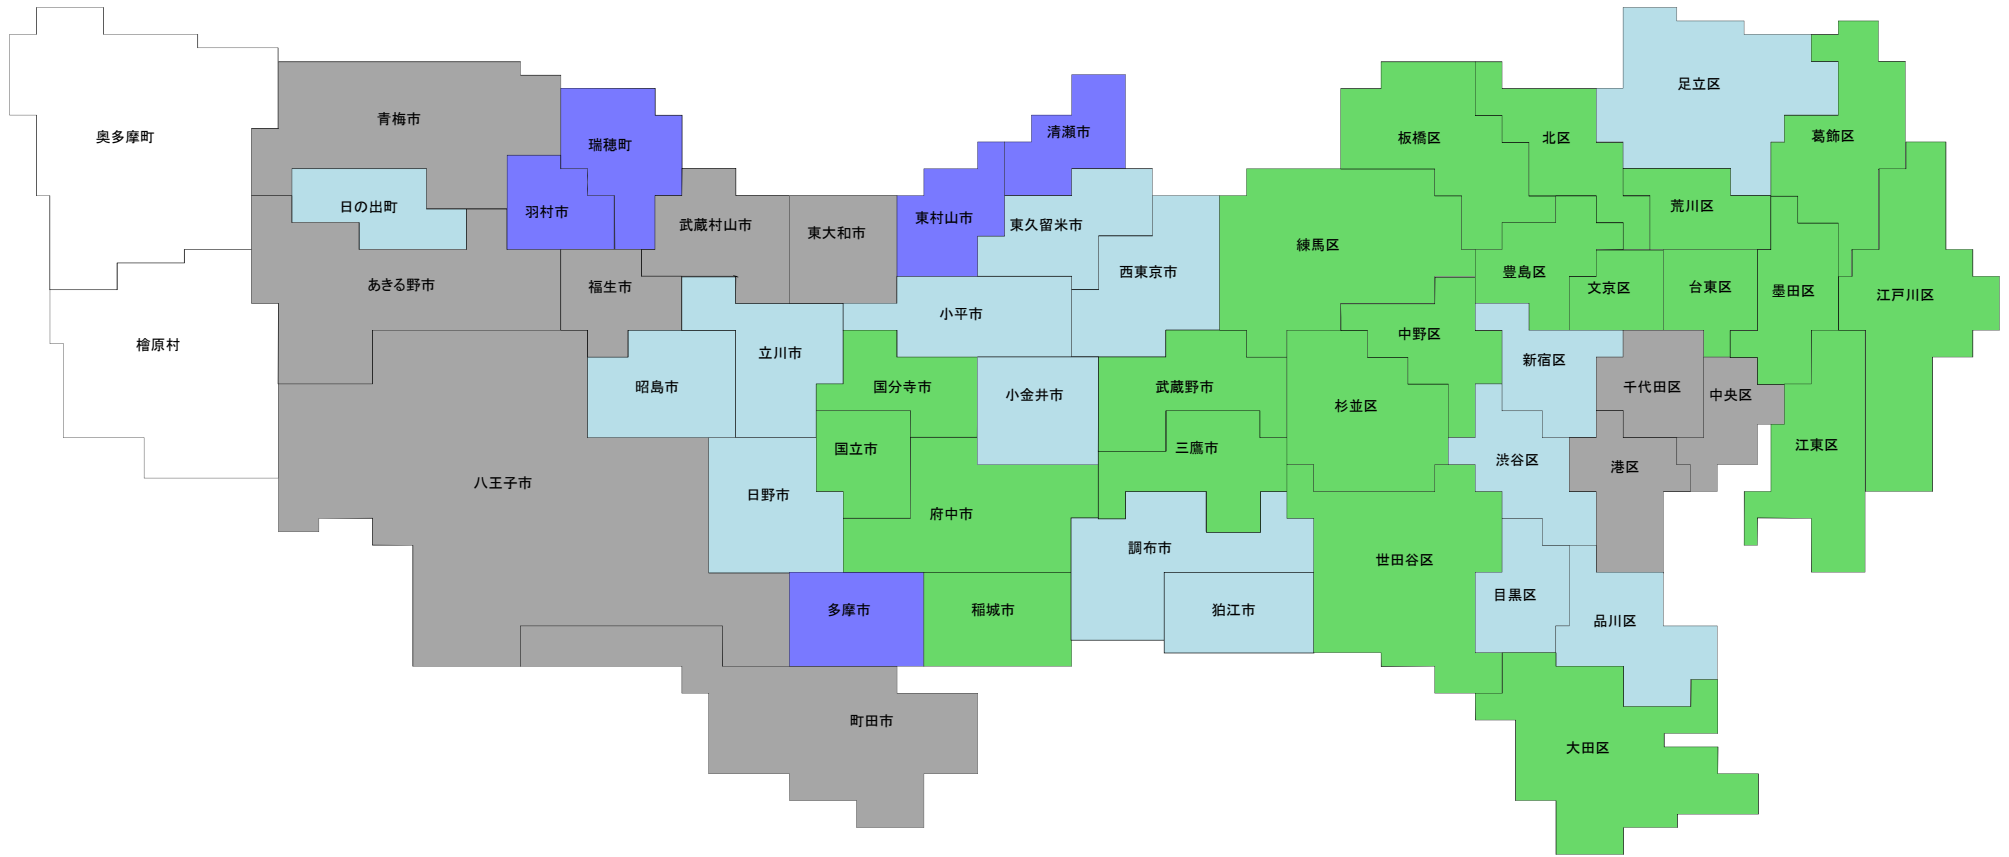 足立区
青梅市
清瀬市
奥多摩町
瑞穂町
板橋区
北区
葛飾区
日の出町
羽村市
武蔵村山市
東大和市
東村山市
東久留米市
荒川区
練馬区
あきる野市
福生市
西東京市
豊島区
文京区
台東区
墨田区
江戸川区
檜原村
小平市
中野区
立川市
新宿区
昭島市
国分寺市
小金井市
武蔵野市
杉並区
千代田区
中央区
国立市
三鷹市
江東区
八王子市
日野市
渋谷区
港区
府中市
調布市
世田谷区
多摩市
稲城市
狛江市
目黒区
品川区
町田市
大田区